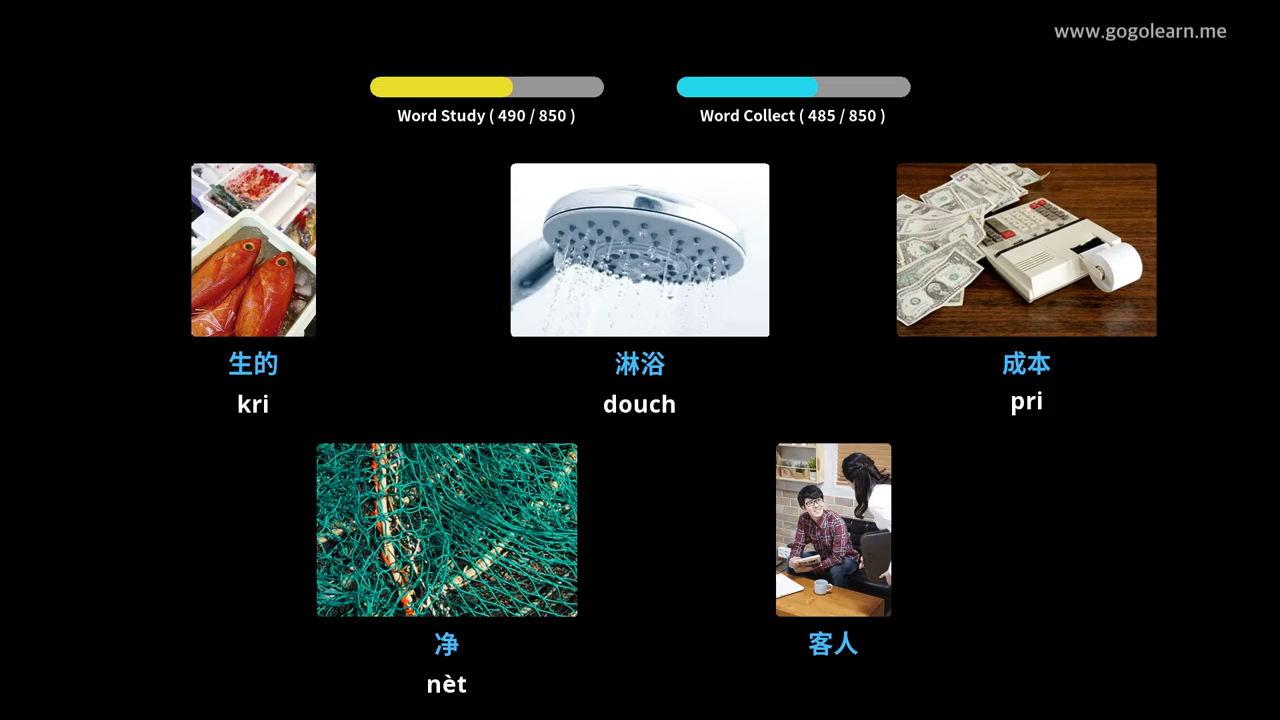 www.gogolearn.me
Word Study ( 490 / 850 )
Word Collect ( 485 / 850 )
生的
kri
淋浴
douch
成本
pri
净
nèt
客人